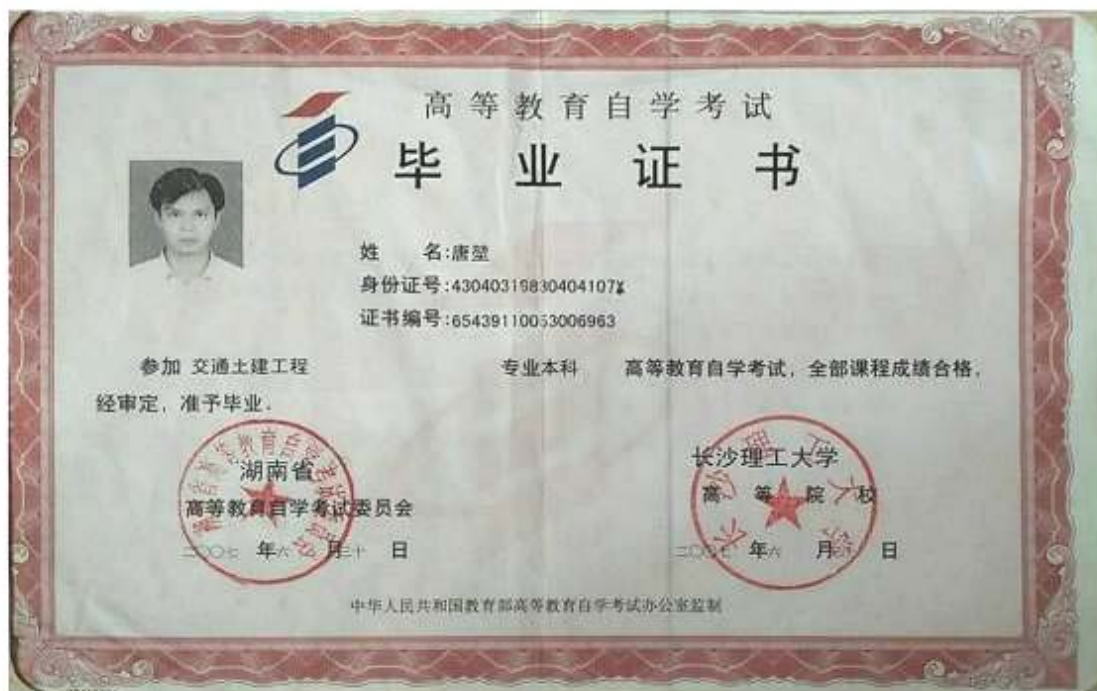 高等教育自学考试
毕业证书
姓 名:唐堃
身份证号:43040319830404107X
证书编号:65439110053006963
参加 交通土建工程 专业本科 高等教育自学考试,全部课程成绩合格,
经审定,准予毕业.
湖南省
高等教育自学考试委员会
二〇〇七 年六 月三十 日
长沙理工大学
高等院校
二〇〇七 年六 月 日
中华人民共和国教育部高等教育自学考试办公室监制